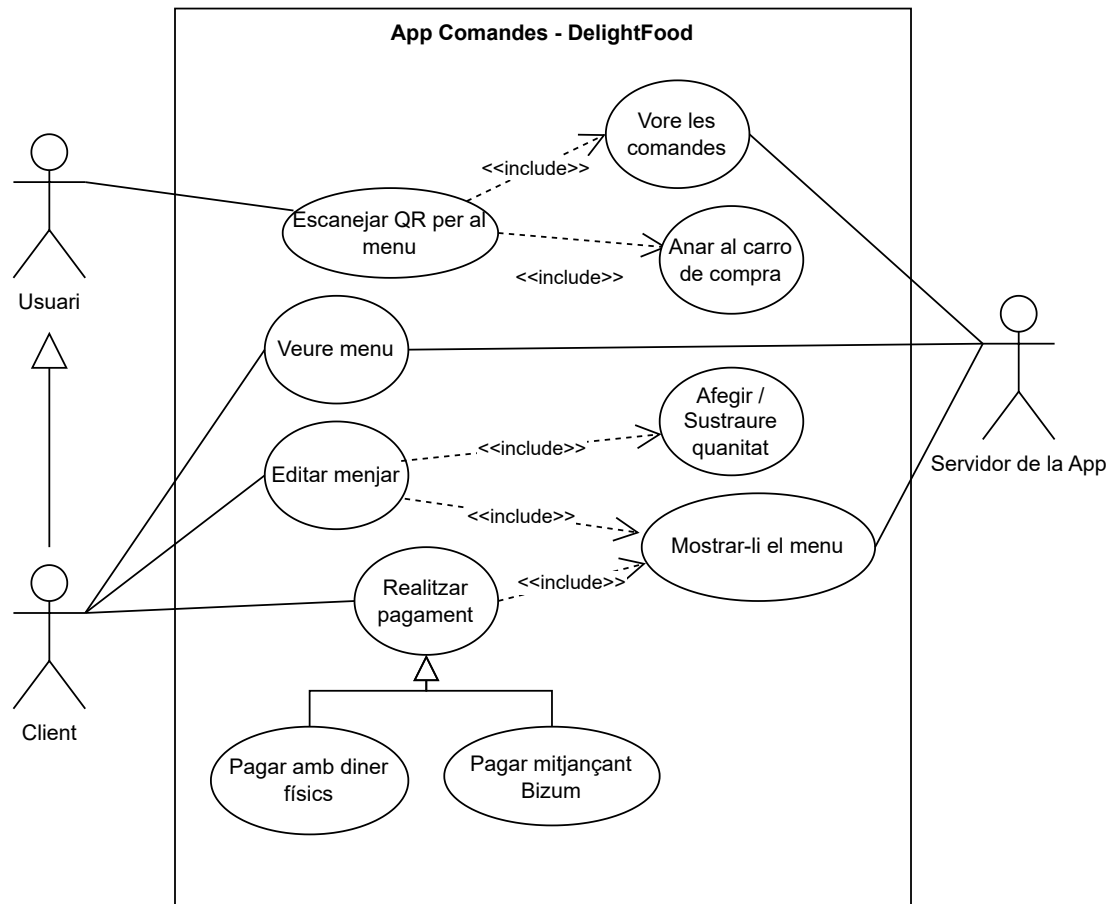 App Comandes - DelightFood
Vore les
comandes
<<include>>
Escanejar QR per al
menu
Anar al carro
de compra
<<include>>
Usuari
Veure menu
Afegir /
Sustraure
quanitat
<<include>>
Editar menjar
Servidor de la App
<<include>>
Mostrar-li el menu
Realitzar
pagament
<<include>>
Client
Pagar amb diner
físics
Pagar mitjançant
Bizum